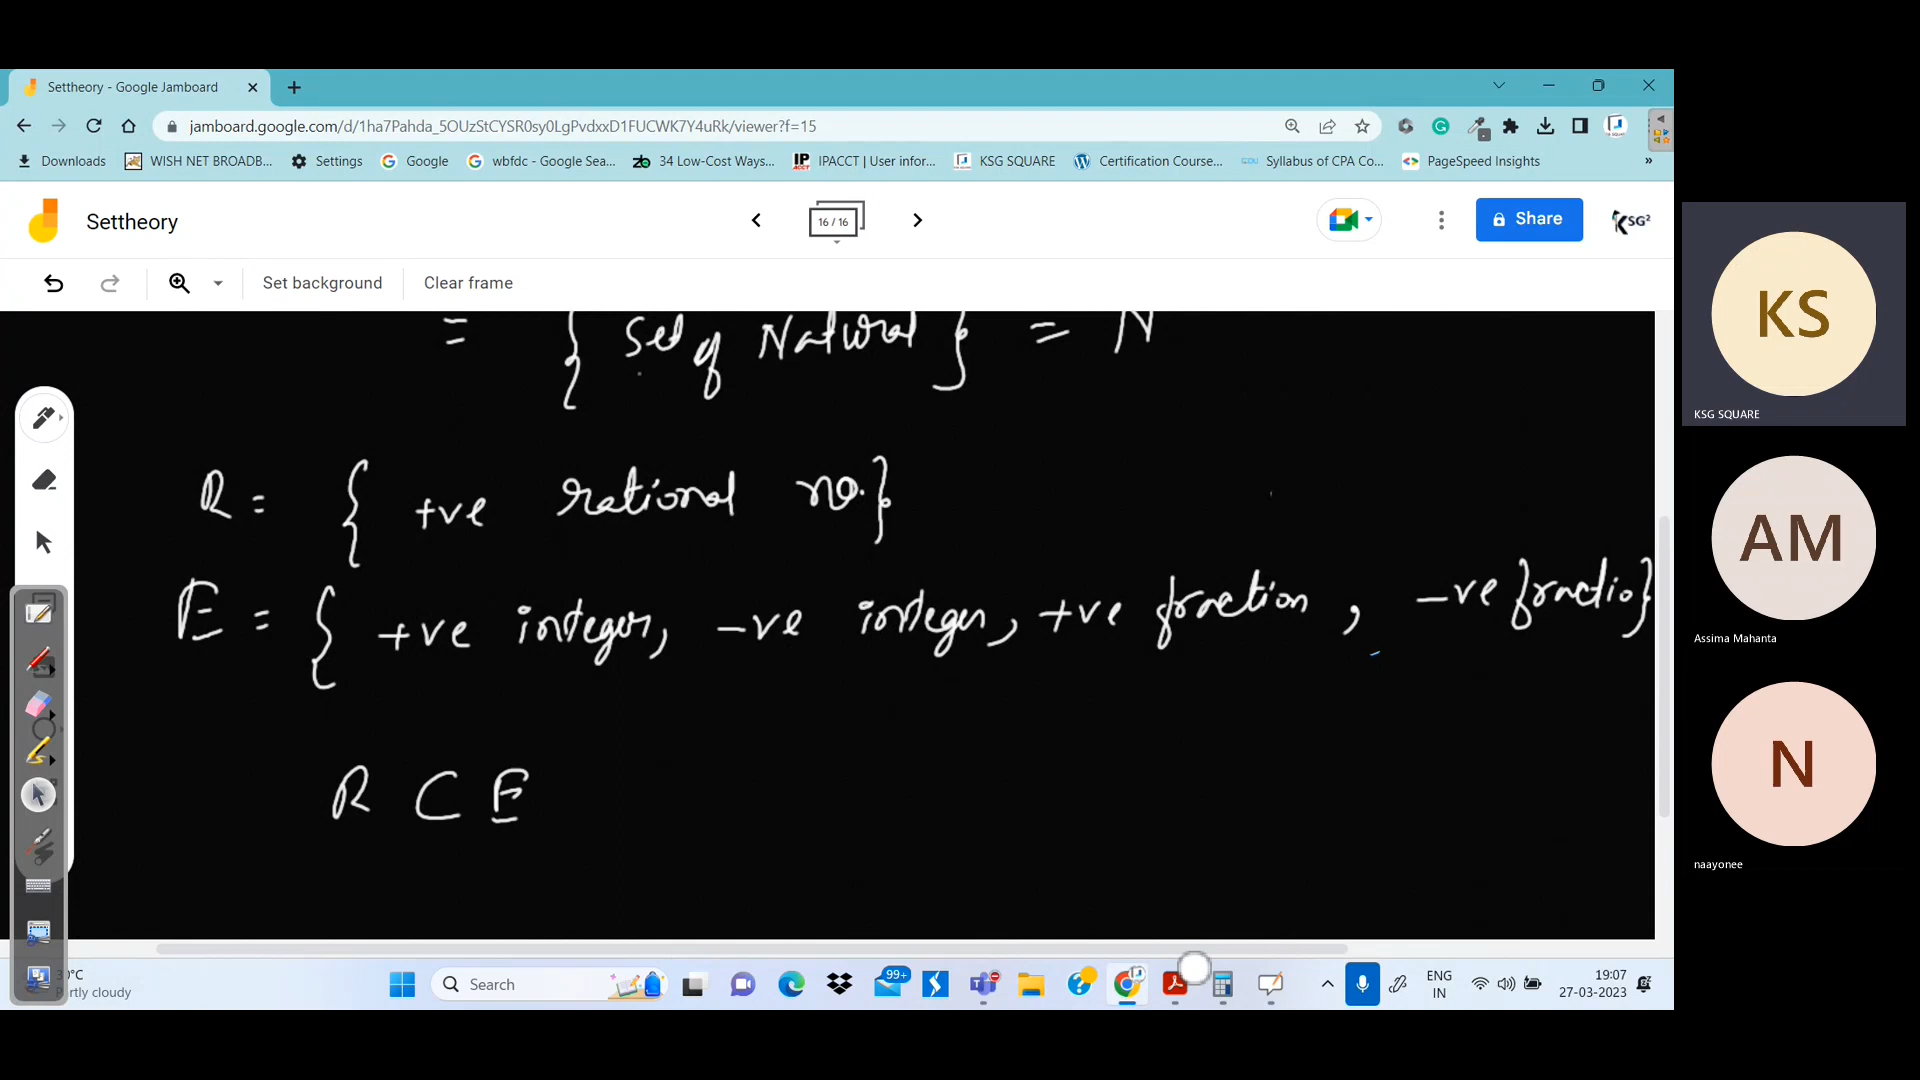 Settheory - Google Jamboard
jamboard.google.com/d/1ha7Pahda_5OUzStCYSR0sy0LgPvdxxD1FUCWK7Y4uRk/viewer?f=15
Downloads WISH NET BROADB... Settings Google wbfdc - Google Sea... 34 Low-Cost Ways... IPACCT | User infor... KSG SQUARE Certification Course... Syllabus of CPA Co... PageSpeed Insights »
Settheory 16 / 16 Share KSG²
Set background Clear frame
= { Set of Natural } = N
R = { +ve rational no. }
E = { +ve integer, -ve integer, +ve fraction, -ve fractio}
R ⊂ E
KS
KSG SQUARE
AM
Assima Mahanta
N
naayonee
Search 99+ ENG
IN
19:07
27-03-2023
°C
tly cloudy